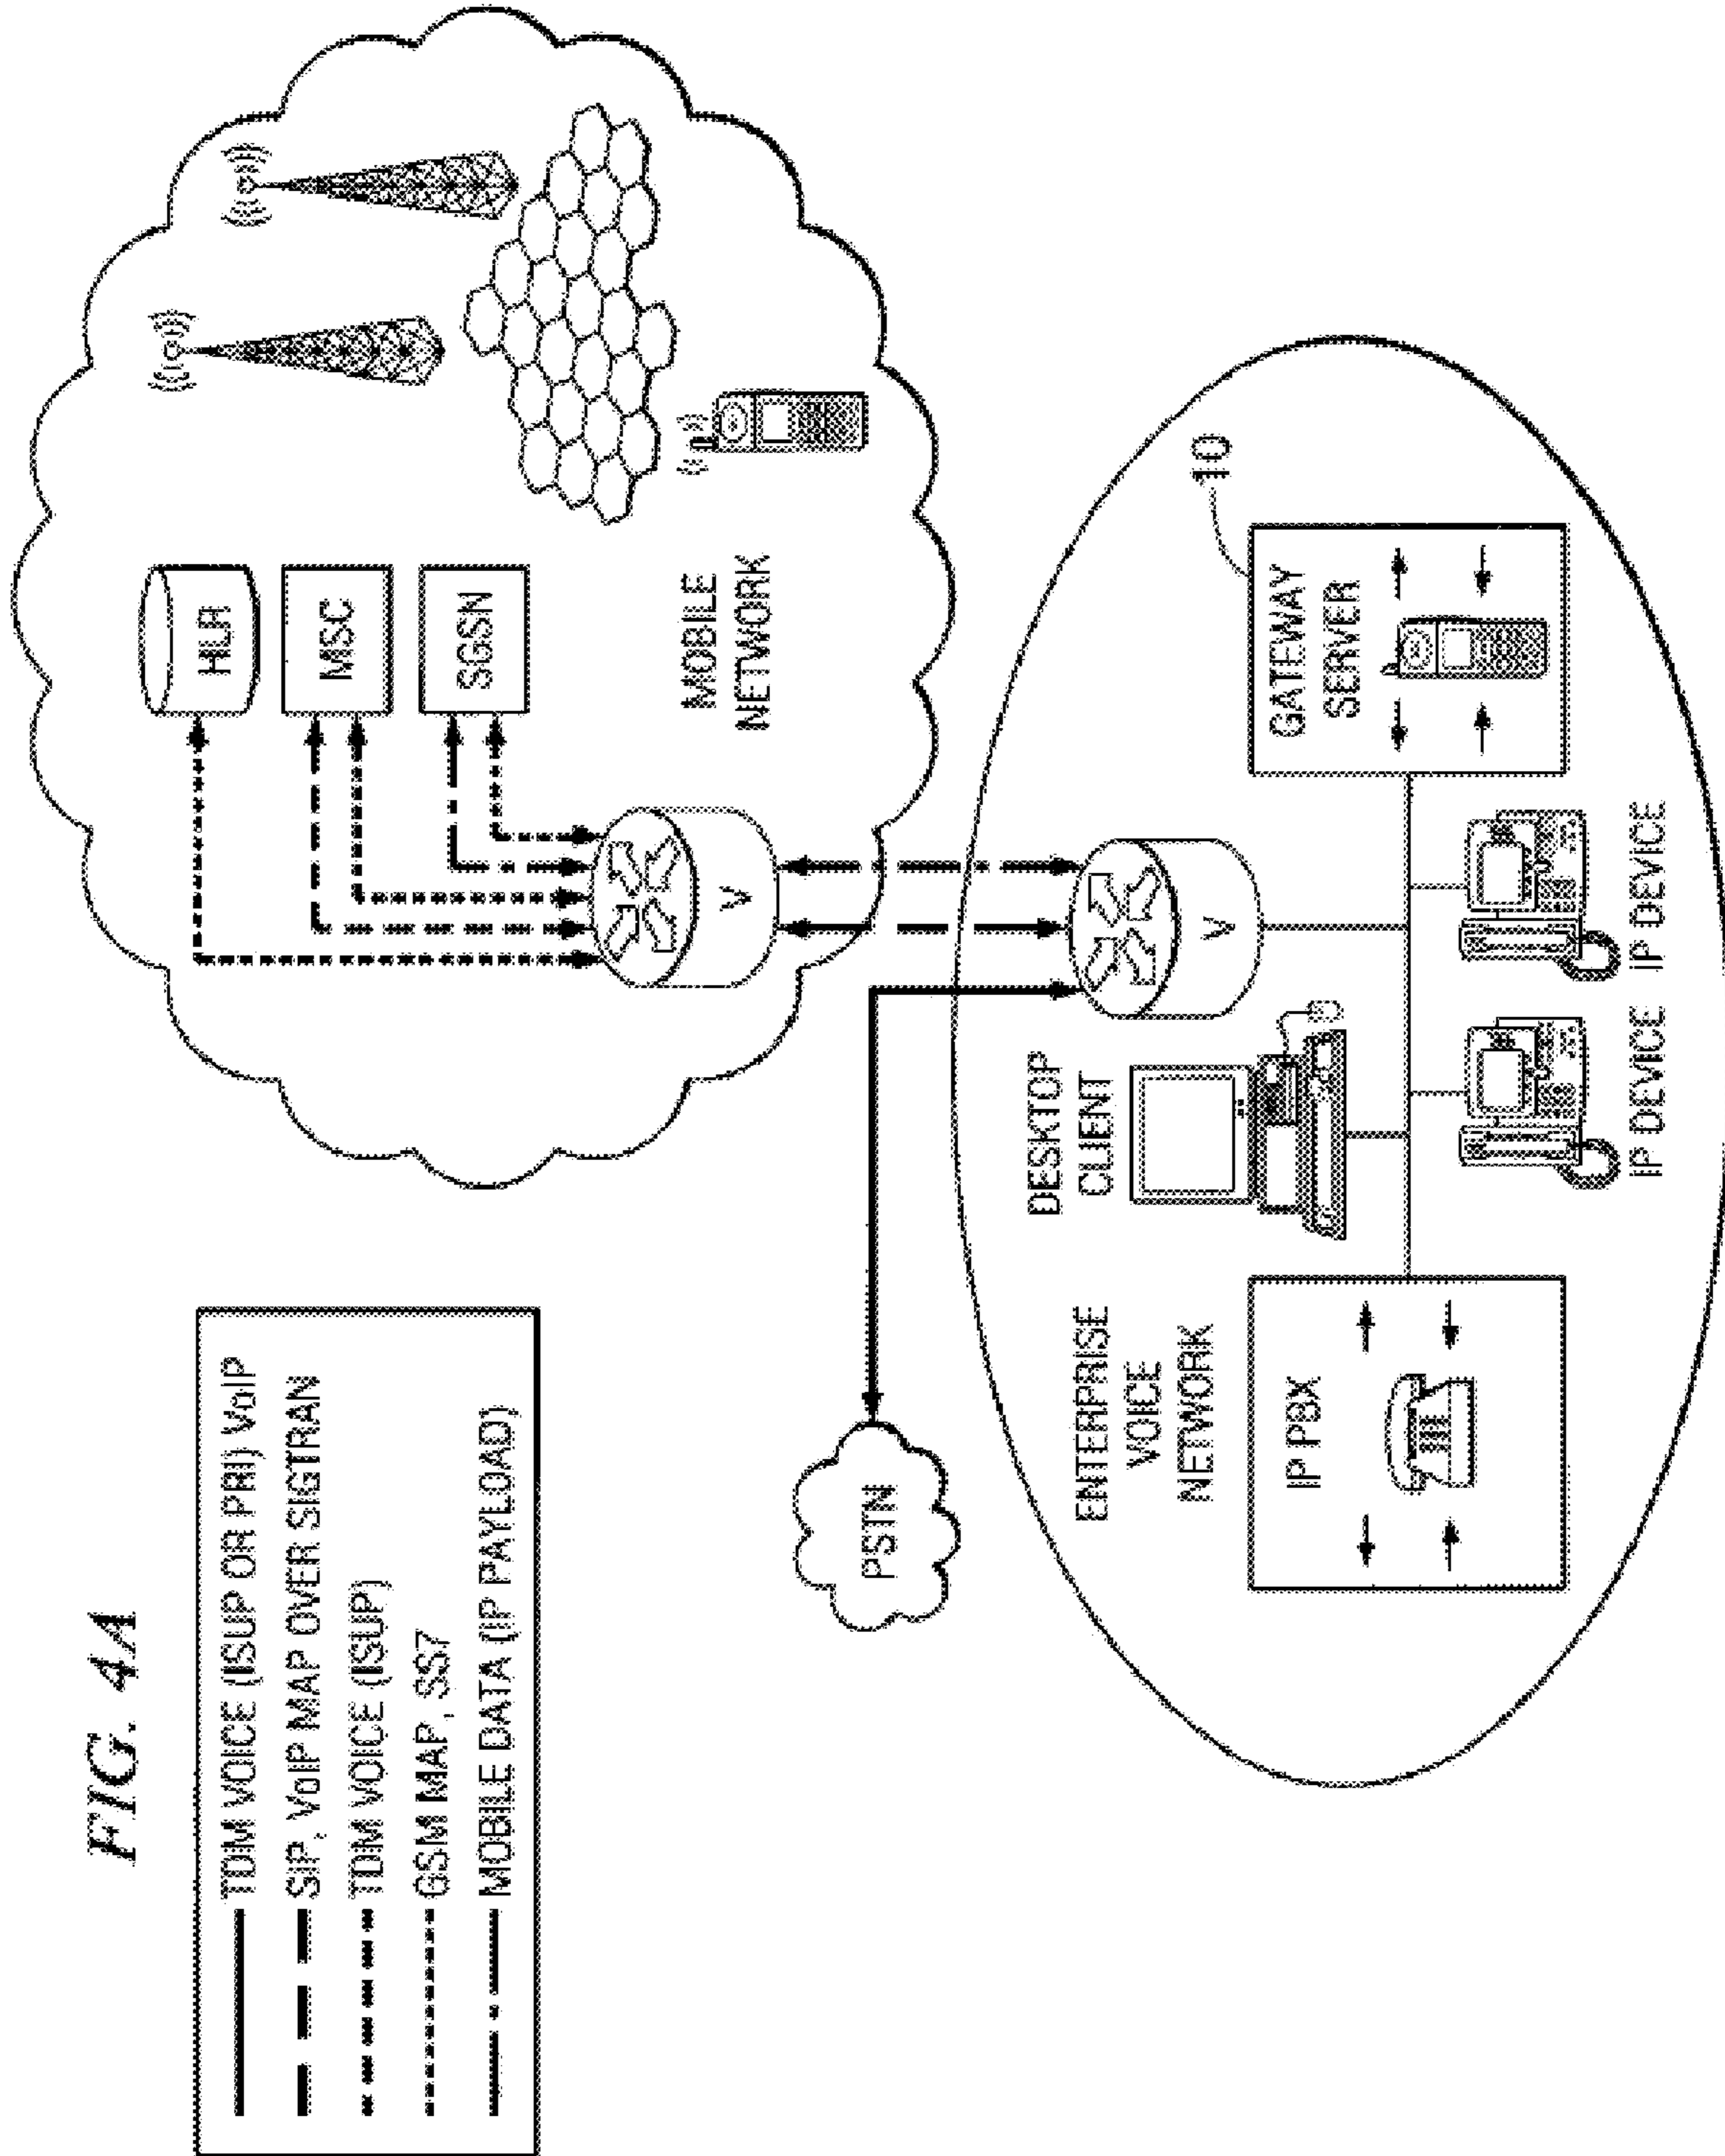 FIG. 4A
TDM VOICE (ISUP OR PRI) VoIP
SIP, VoIP MAP OVER SIGTRAN
TDM VOICE (ISUP)
GSM MAP, SS7
MOBILE DATA (IP PAYLOAD)
HLR
MSC
SGSN
MOBILE
NETWORK
V
PSTN
ENTERPRISE
VOICE
NETWORK
DESKTOP
CLIENT
V
10
IP PBX
GATEWAY
SERVER
IP DEVICE
IP DEVICE